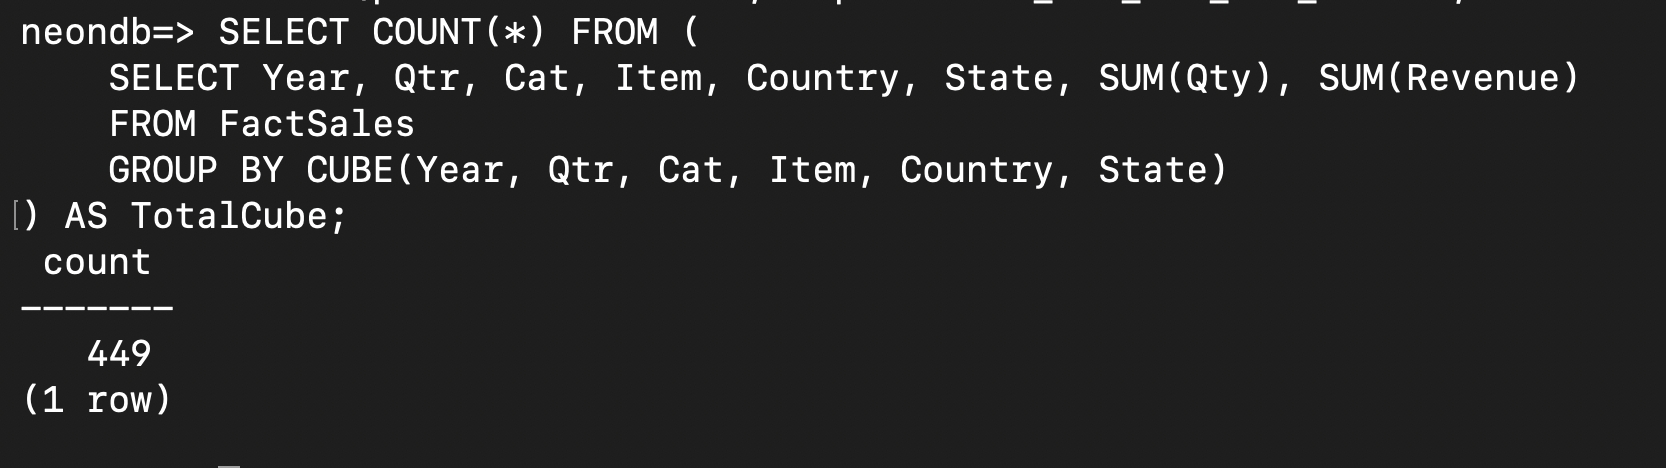 neondb=> SELECT COUNT(*) FROM (
SELECT Year, Qtr, Cat, Item, Country, State, SUM(Qty), SUM(Revenue)
FROM FactSales
GROUP BY CUBE(Year, Qtr, Cat, Item, Country, State)
[) AS TotalCube;
count
-------
449
(1 row)